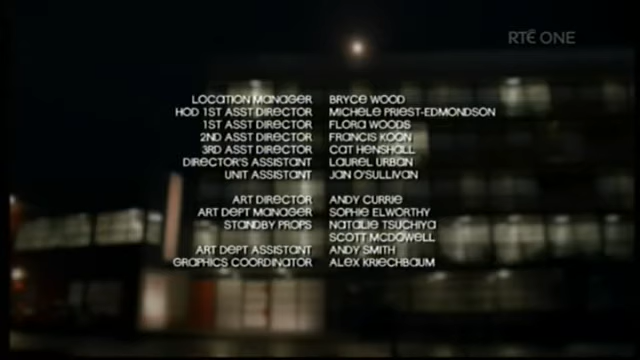 RTÉ ONE
LOCATION MANAGER BRYCE WOOD
HOD 1ST ASST DIRECTOR MICHELE PRIEST-EDMONDSON
1ST ASST DIRECTOR FLORA WOODS
2ND ASST DIRECTOR FRANCIS KOON
3RD ASST DIRECTOR CAT HENSHALL
DIRECTOR'S ASSISTANT LAUREL URBAN
UNIT ASSISTANT JAN O'SULLIVAN
ART DIRECTOR ANDY CURRIE
ART DEPT MANAGER SOPHIE ELWORTHY
STANDBY PROPS NATALIE TSUCHIYA
SCOTT MCDOWELL
ART DEPT ASSISTANT ANDY SMITH
GRAPHICS COORDINATOR ALEX KRIECHBAUM